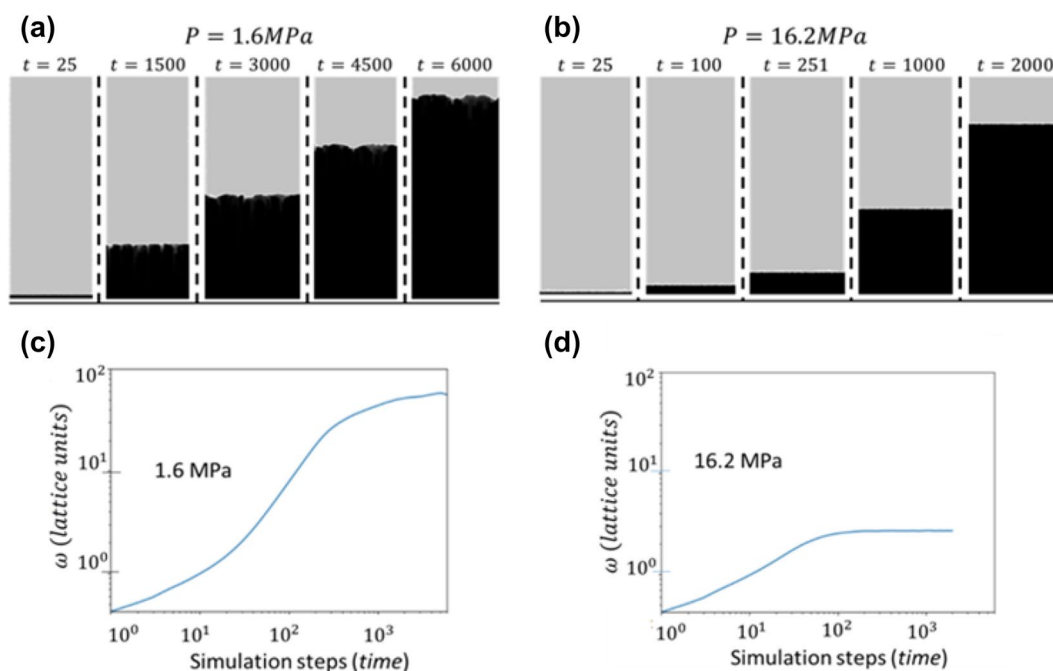 (a)
P = 1.6MPa
t = 25 t = 1500 t = 3000 t = 4500 t = 6000
(b)
P = 16.2MPa
t = 25 t = 100 t = 251 t = 1000 t = 2000
(c)
ω (lattice units)
10²
10¹
10⁰
1.6 MPa
10⁰ 10¹ 10² 10³
Simulation steps (time)
(d)
ω (lattice units)
10²
10¹
10⁰
16.2 MPa
10⁰ 10¹ 10² 10³
Simulation steps (time)